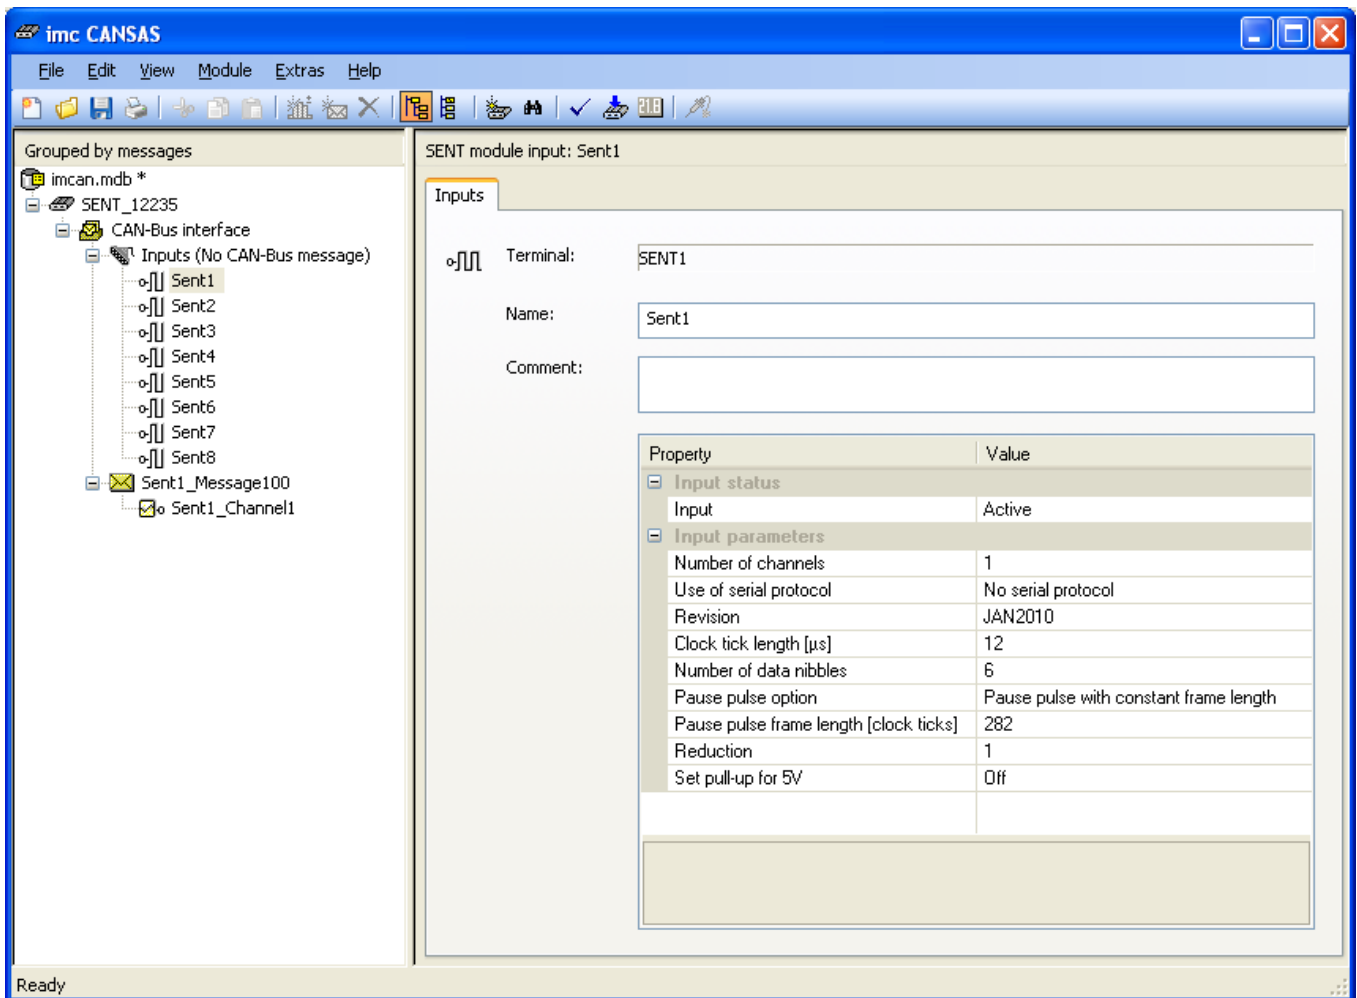 imc CANSAS
File Edit View Module Extras Help
Grouped by messages
imcan.mdb *
SENT_12235
CAN-Bus interface
Inputs (No CAN-Bus message)
Sent1
Sent2
Sent3
Sent4
Sent5
Sent6
Sent7
Sent8
Sent1_Message100
Sent1_Channel1
SENT module input: Sent1
Inputs
Terminal: SENT1
Name: Sent1
Comment:
Property Value
Input status
Input Active
Input parameters
Number of channels 1
Use of serial protocol No serial protocol
Revision JAN2010
Clock tick length [µs] 12
Number of data nibbles 6
Pause pulse option Pause pulse with constant frame length
Pause pulse frame length [clock ticks] 282
Reduction 1
Set pull-up for 5V Off
Ready